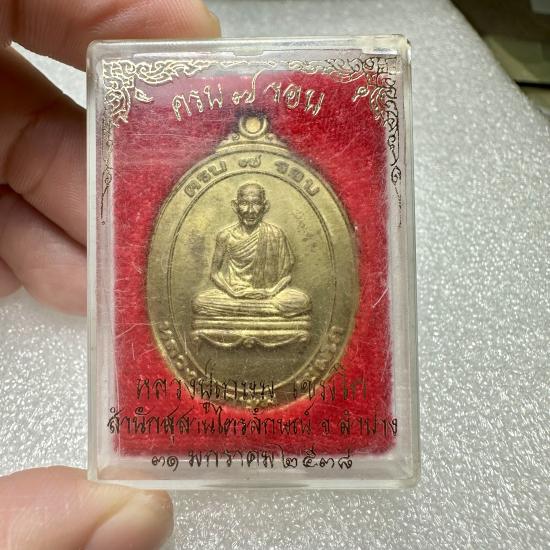 ครบ ๗ รอบ
ครบ ๗ รอบ
หลวงปู่เกษม เขมโก
สำนักสุสานไตรลักษณ์ จ ลำปาง
๓๑ มกราคม ๒๕๓๘